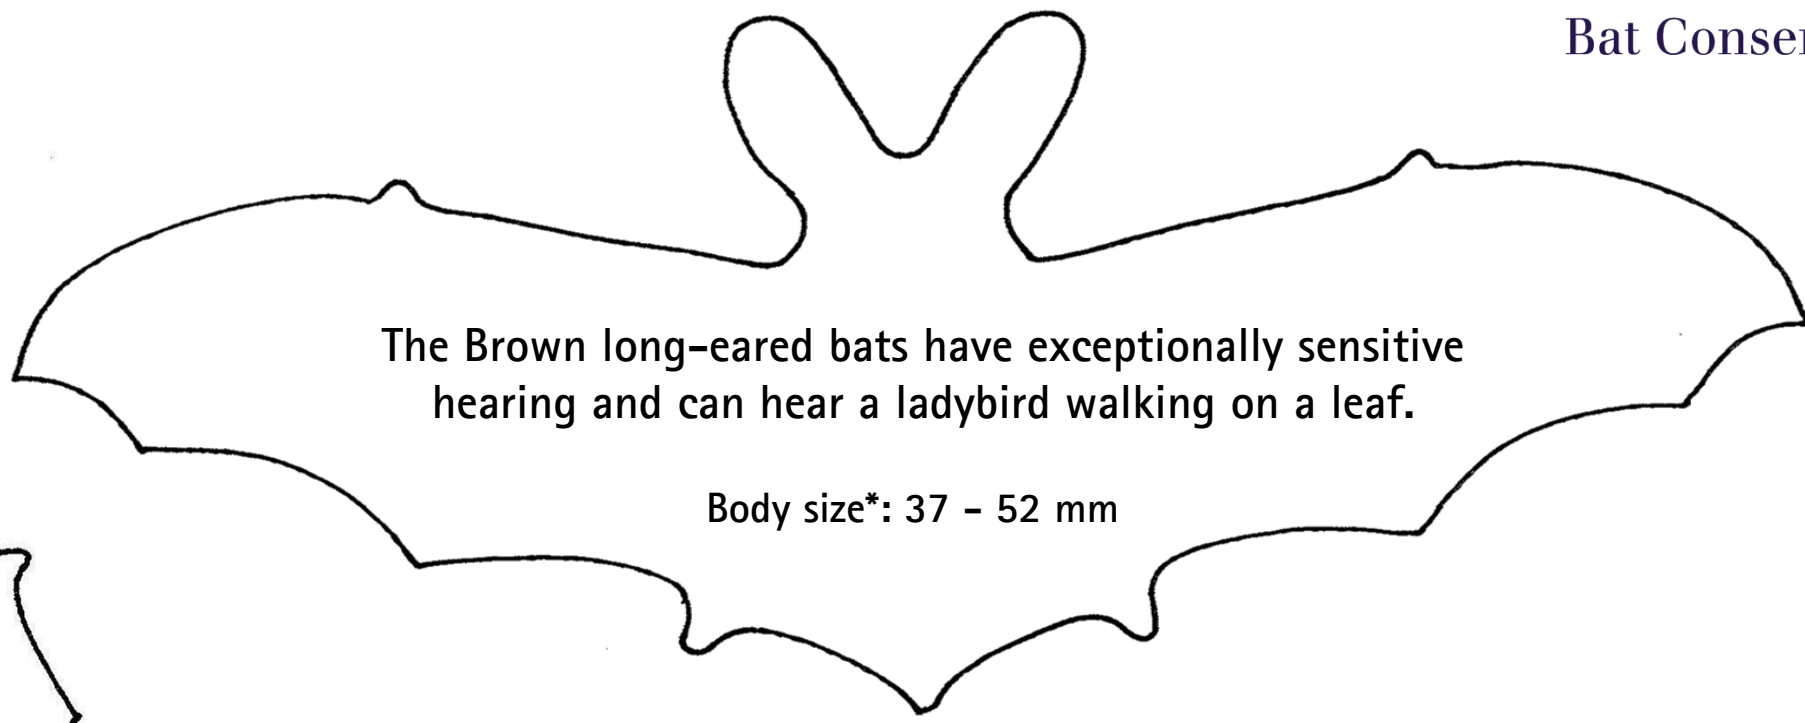 Bat Conser
The Brown long-eared bats have exceptionally sensitive
hearing and can hear a ladybird walking on a leaf.
Body size*: 37 - 52 mm